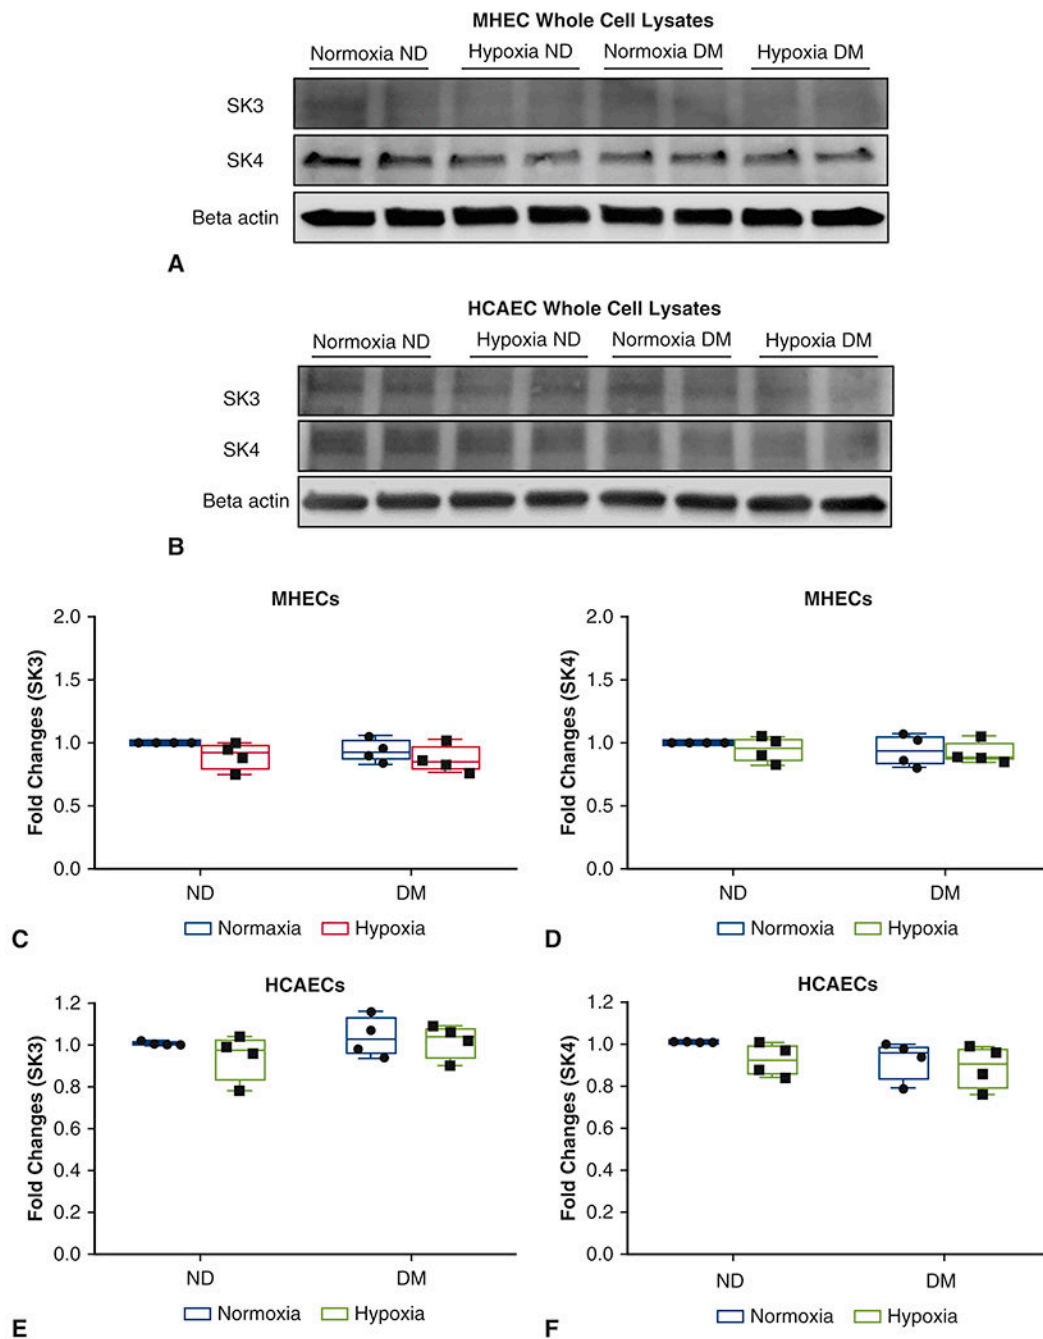 MHEC Whole Cell Lysates
Normoxia ND Hypoxia ND Normoxia DM Hypoxia DM
SK3
SK4
Beta actin
A
HCAEC Whole Cell Lysates
Normoxia ND Hypoxia ND Normoxia DM Hypoxia DM
SK3
SK4
Beta actin
B
MHECs
Fold Changes (SK3)
2.0
1.5
1.0
0.5
0.0
ND DM
Normaxia Hypoxia
C
MHECs
Fold Changes (SK4)
2.0
1.5
1.0
0.5
0.0
ND DM
Normoxia Hypoxia
D
HCAECs
Fold Changes (SK3)
1.2
1.0
0.8
0.6
0.4
0.2
0.0
ND DM
Normoxia Hypoxia
E
HCAECs
Fold Changes (SK4)
1.2
1.0
0.8
0.6
0.4
0.2
0.0
ND DM
Normoxia Hypoxia
F